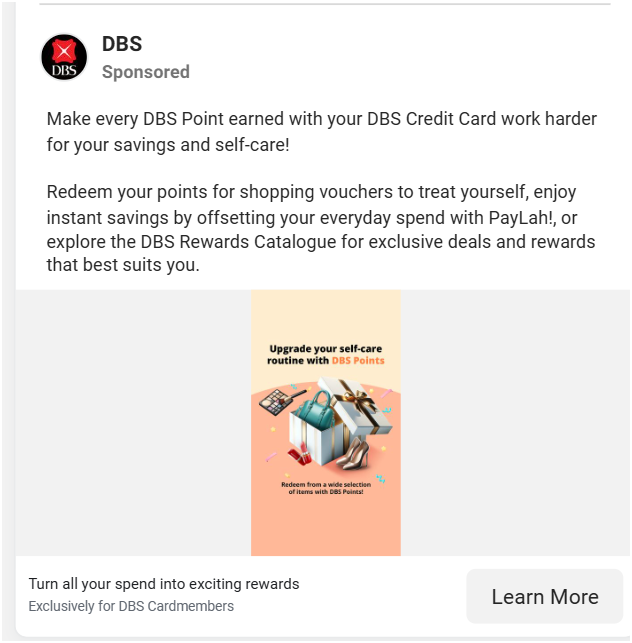 DBS
Sponsored
DBS
Make every DBS Point earned with your DBS Credit Card work harder
for your savings and self-care!
Redeem your points for shopping vouchers to treat yourself, enjoy
instant savings by offsetting your everyday spend with PayLah!, or
explore the DBS Rewards Catalogue for exclusive deals and rewards
that best suits you.
Upgrade your self-care
routine with DBS Points
Redeem from a wide selection
of items with DBS Points!
Turn all your spend into exciting rewards
Exclusively for DBS Cardmembers
Learn More